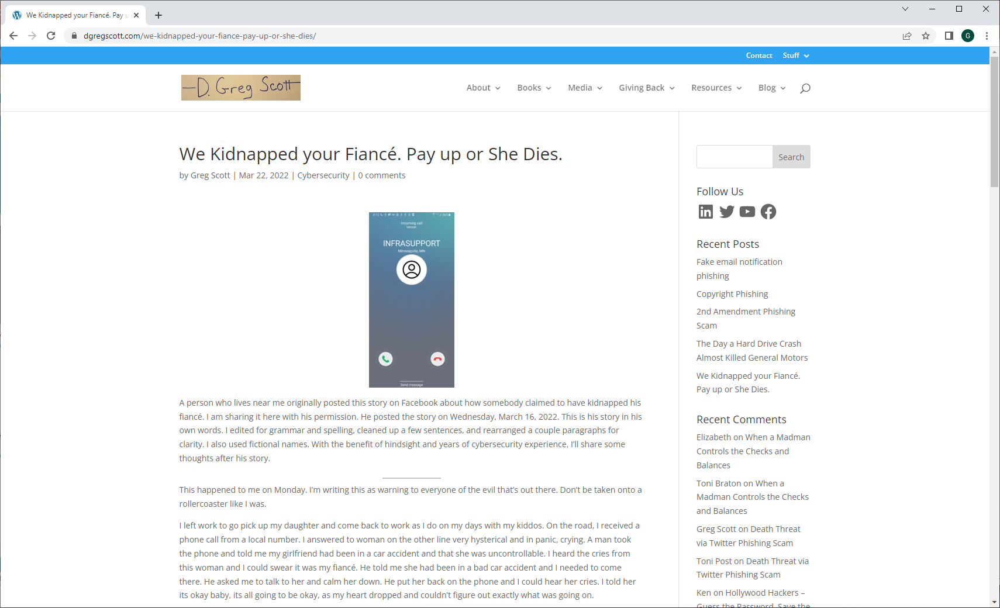 We Kidnapped your Fiancé. Pay u
dgregscott.com/we-kidnapped-your-fiance-pay-up-or-she-dies/
G
Contact Stuff
D. Greg Scott
About Books Media Giving Back Resources Blog
We Kidnapped your Fiancé. Pay up or She Dies.
by Greg Scott | Mar 22, 2022 | Cybersecurity | 0 comments
Incoming call
Verizon
INFRASUPPORT
Minneapolis, MN
Send message
A person who lives near me originally posted this story on Facebook about how somebody claimed to have kidnapped his
fiancé. I am sharing it here with his permission. He posted the story on Wednesday, March 16, 2022. This is his story in his
own words. I edited for grammar and spelling, cleaned up a few sentences, and rearranged a couple paragraphs for
clarity. I also used fictional names. With the benefit of hindsight and years of cybersecurity experience, I’ll share some
thoughts after his story.
This happened to me on Monday. I’m writing this as warning to everyone of the evil that’s out there. Don’t be taken onto a
rollercoaster like I was.
I left work to go pick up my daughter and come back to work as I do on my days with my kiddos. On the road, I received a
phone call from a local number. I answered to woman on the other line very hysterical and in panic, crying. A man took
the phone and told me my girlfriend had been in a car accident and that she was uncontrollable. I heard the cries from
this woman and I could swear it was my fiancé. He told me she had been in a bad car accident and I needed to come
there. He asked me to talk to her and calm her down. He put her back on the phone and I could hear her cries. I told her
its okay baby, its all going to be okay, as my heart dropped and couldn’t figure out exactly what was going on.
Search
Follow Us
in
Recent Posts
Fake email notification
phishing
Copyright Phishing
2nd Amendment Phishing
Scam
The Day a Hard Drive Crash
Almost Killed General Motors
We Kidnapped your Fiancé.
Pay up or She Dies.
Recent Comments
Elizabeth on When a Madman
Controls the Checks and
Balances
Toni Braton on When a
Madman Controls the Checks
and Balances
Greg Scott on Death Threat
via Twitter Phishing Scam
Toni Post on Death Threat via
Twitter Phishing Scam
Ken on Hollywood Hackers –
Guess the Password, Save the